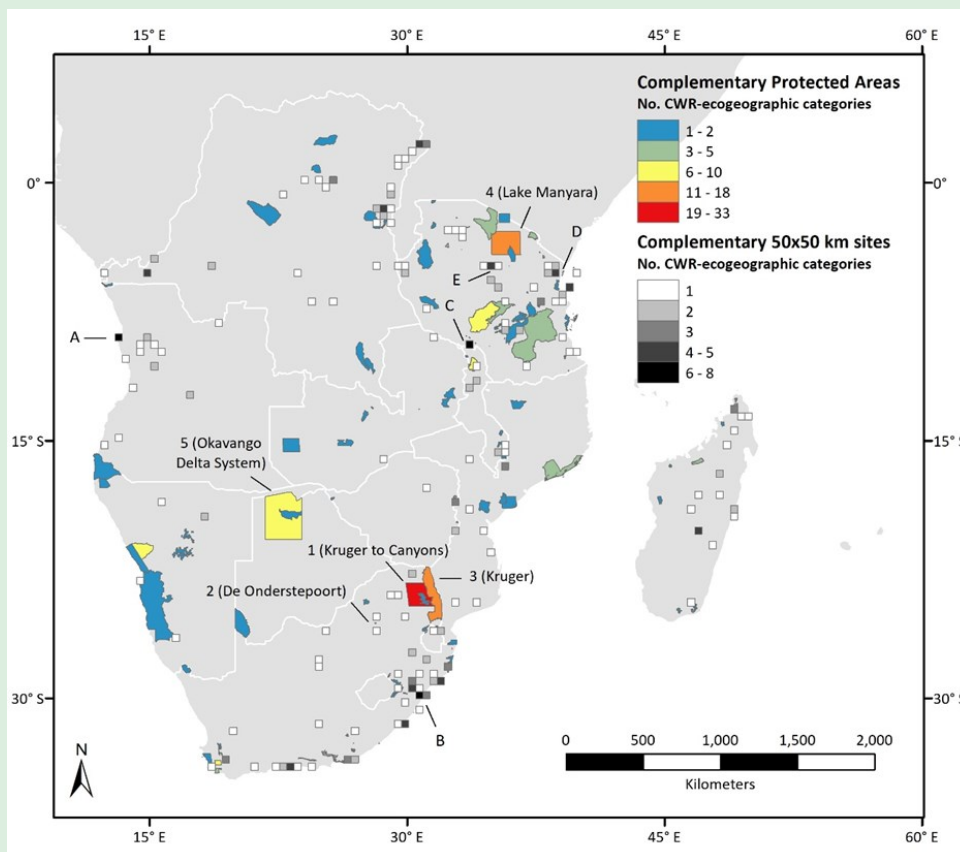 15° E
30° E
45° E
60° E
Complementary Protected Areas
No. CWR-ecogeographic categories
1 - 2
3 - 5
6 - 10
11 - 18
19 - 33
Complementary 50x50 km sites
No. CWR-ecogeographic categories
1
2
3
4 - 5
6 - 8
0°
0°
4 (Lake Manyara)
D
E
C
A
15° S
15° S
5 (Okavango
Delta System)
1 (Kruger to Canyons)
3 (Kruger)
2 (De Onderstepoort)
30° S
30° S
B
N
0
500
1,000
1,500
2,000
Kilometers
15° E
30° E
45° E
60° E